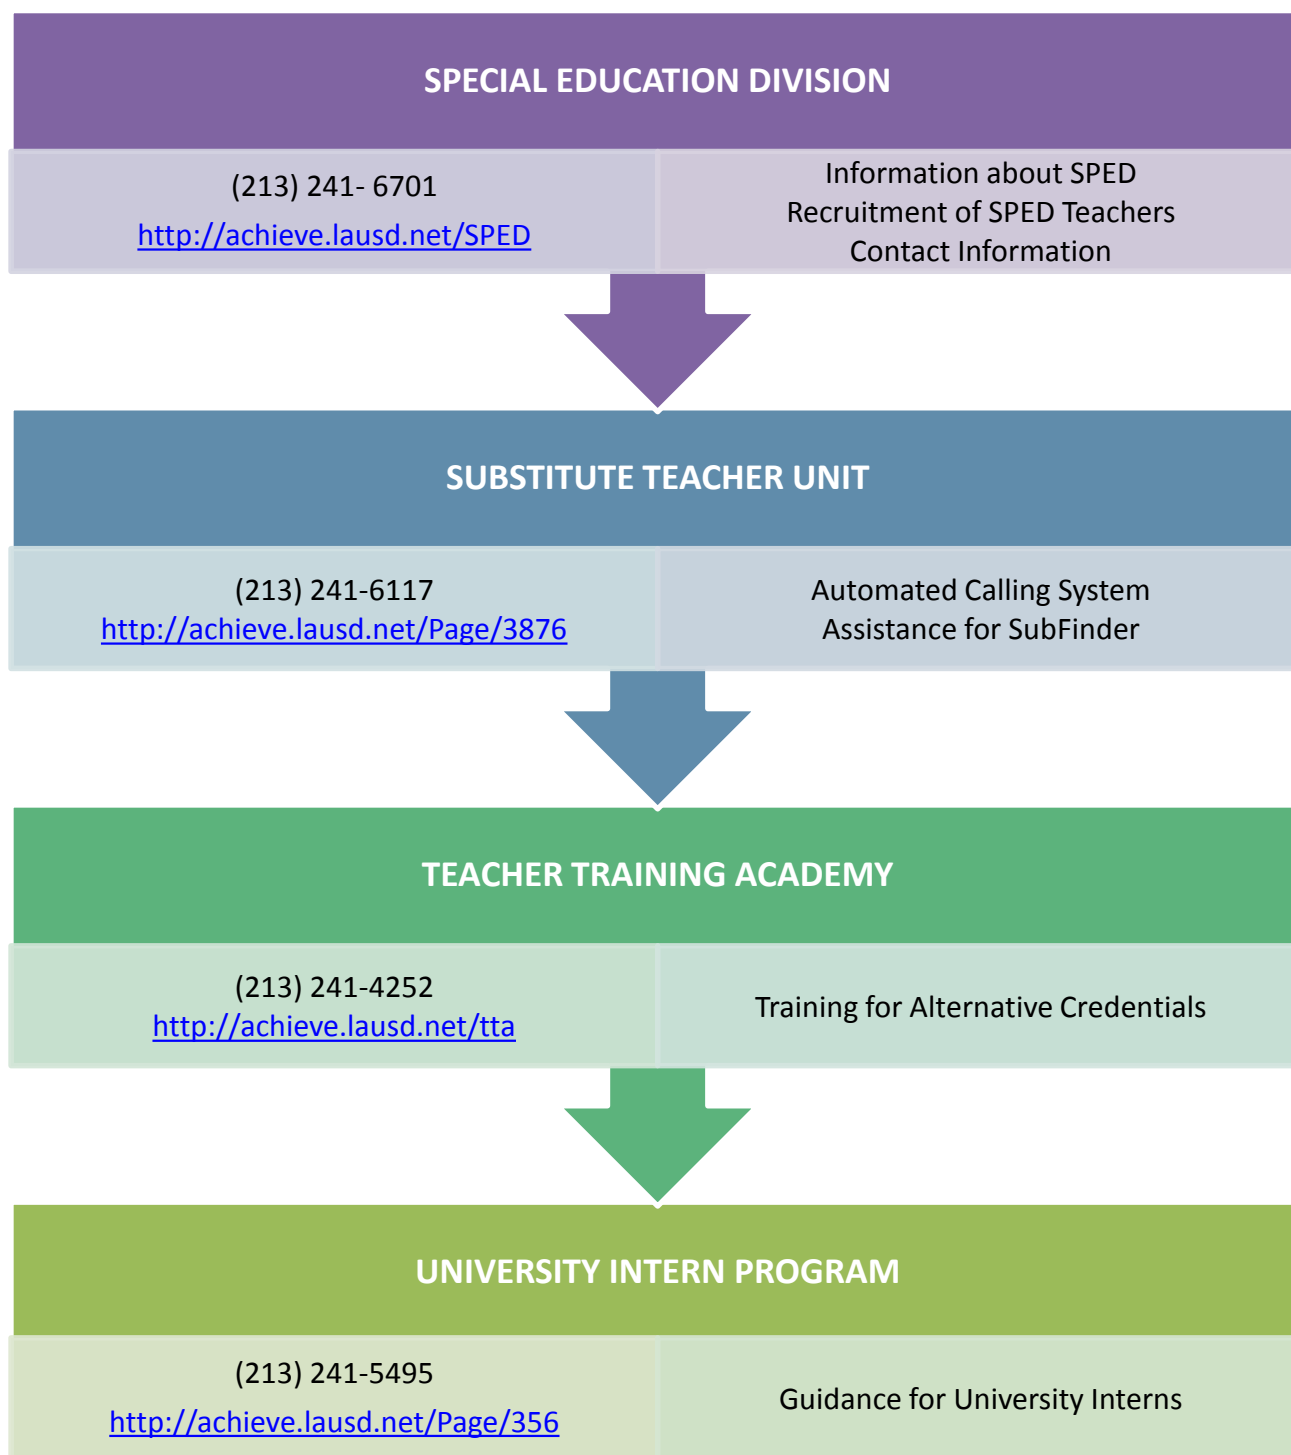 SPECIAL EDUCATION DIVISION
(213) 241- 6701
http://achieve.lausd.net/SPED
Information about SPED
Recruitment of SPED Teachers
Contact Information
SUBSTITUTE TEACHER UNIT
(213) 241-6117
http://achieve.lausd.net/Page/3876
Automated Calling System
Assistance for SubFinder
TEACHER TRAINING ACADEMY
(213) 241-4252
http://achieve.lausd.net/tta
Training for Alternative Credentials
UNIVERSITY INTERN PROGRAM
(213) 241-5495
http://achieve.lausd.net/Page/356
Guidance for University Interns